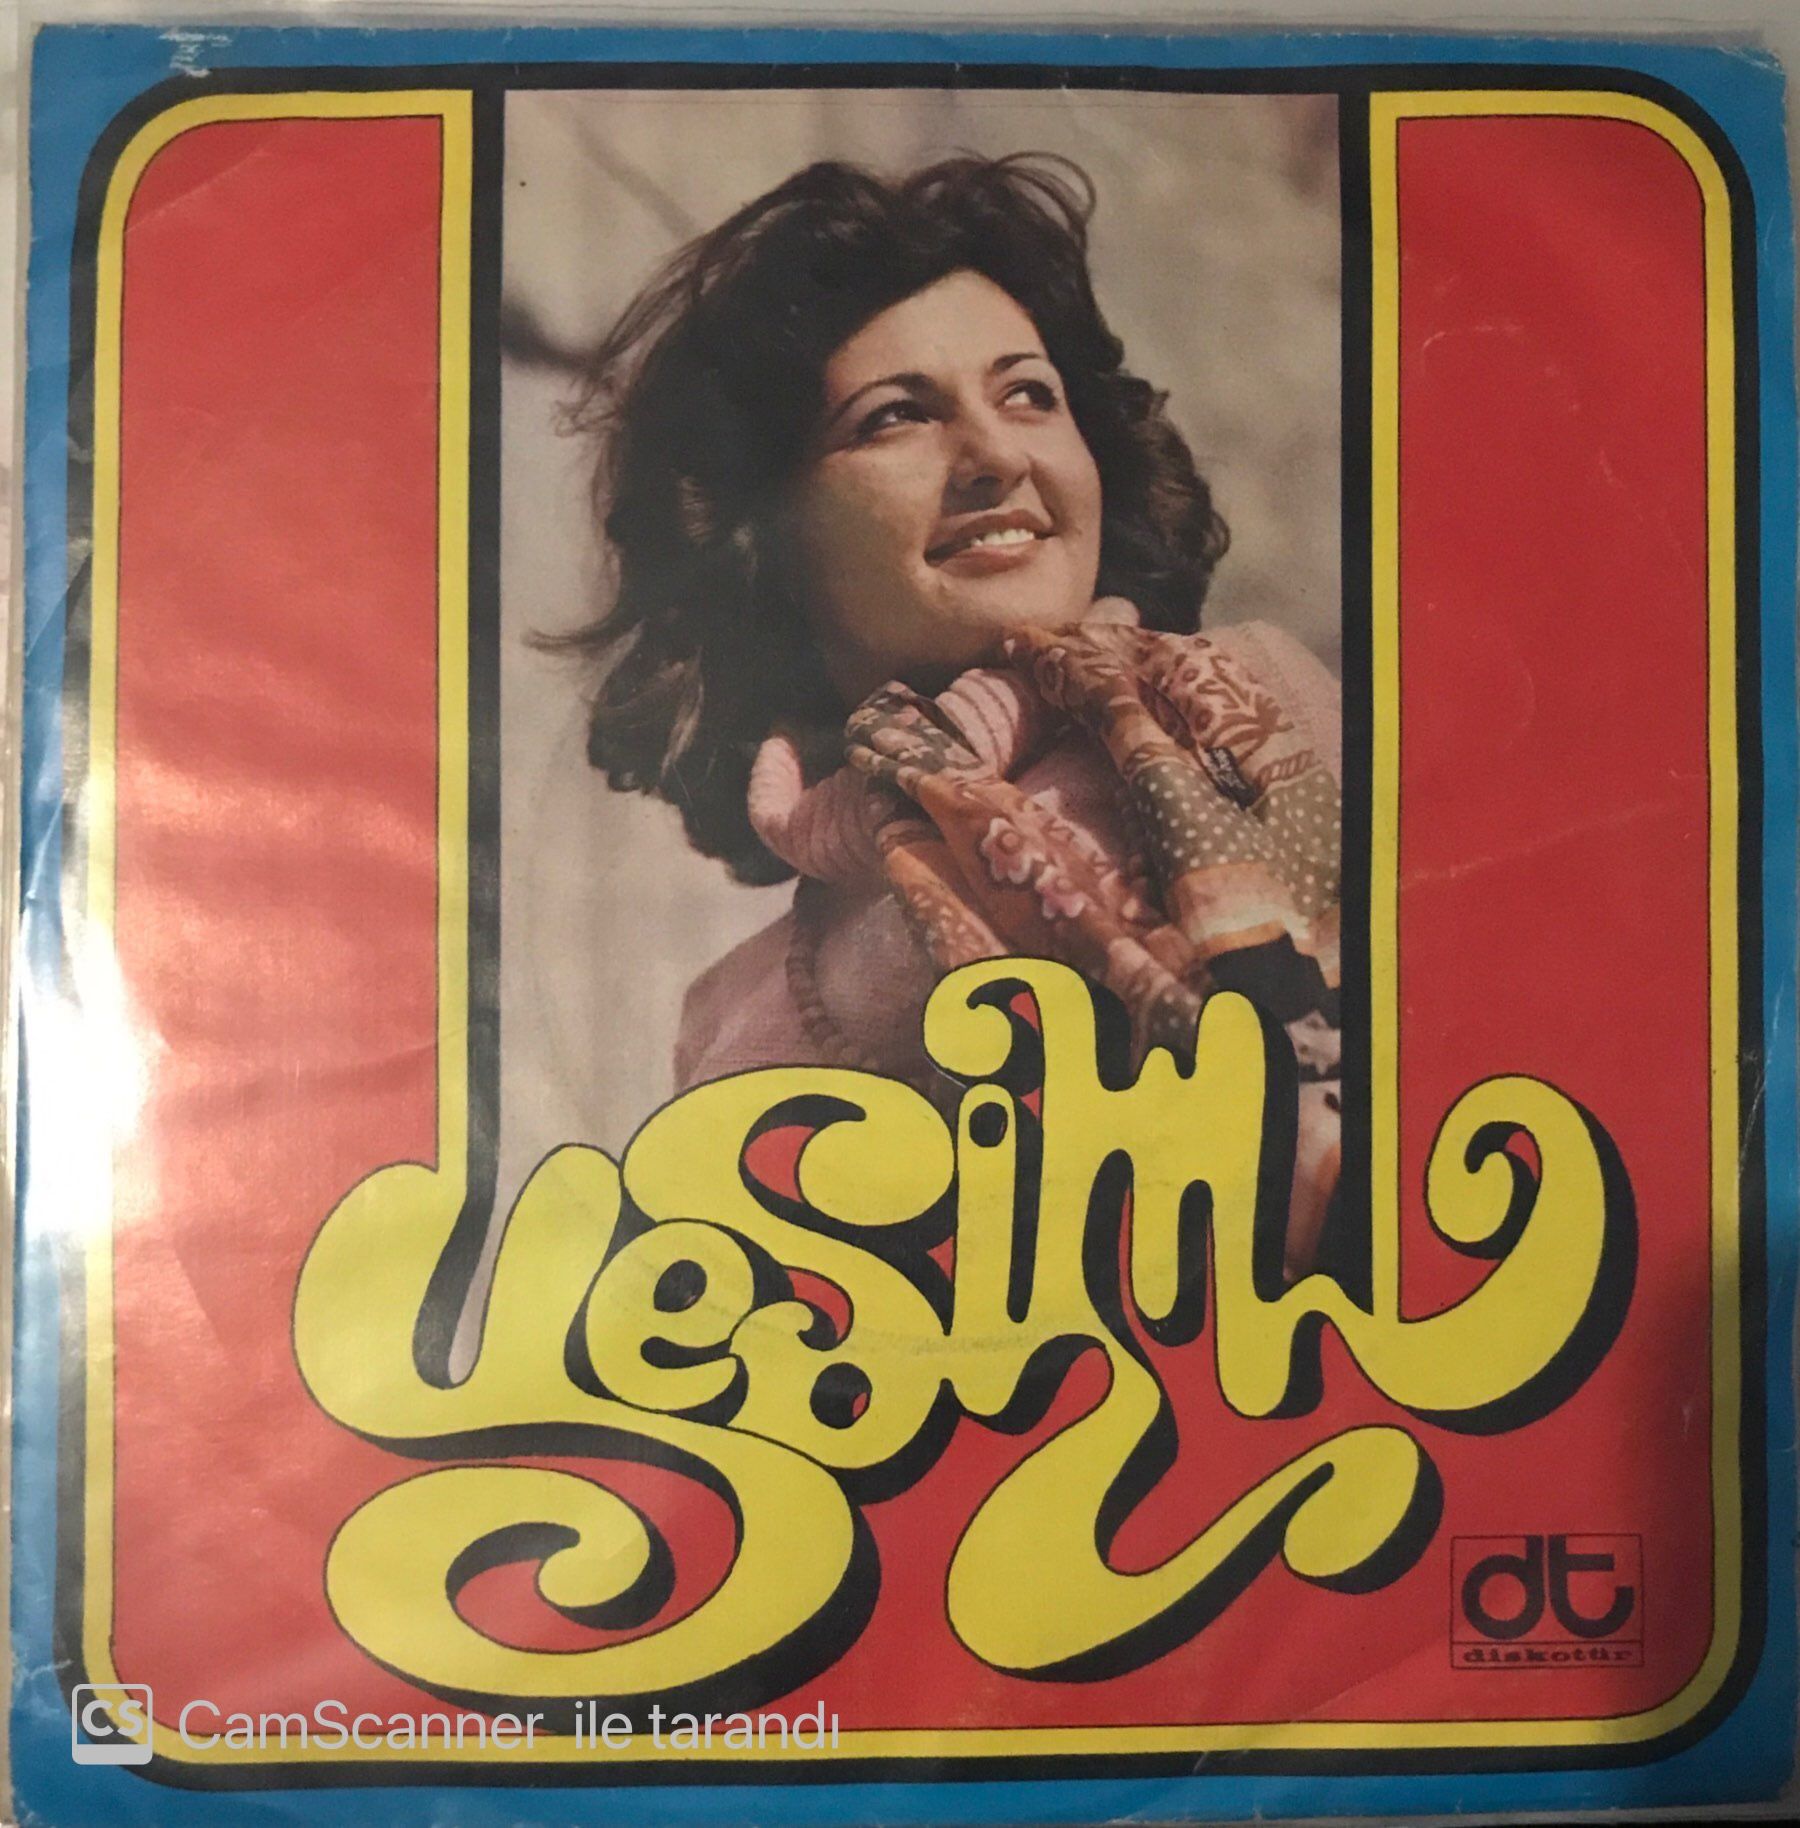 yeşim
dt
diskotür
CS CamScanner ile tarandı